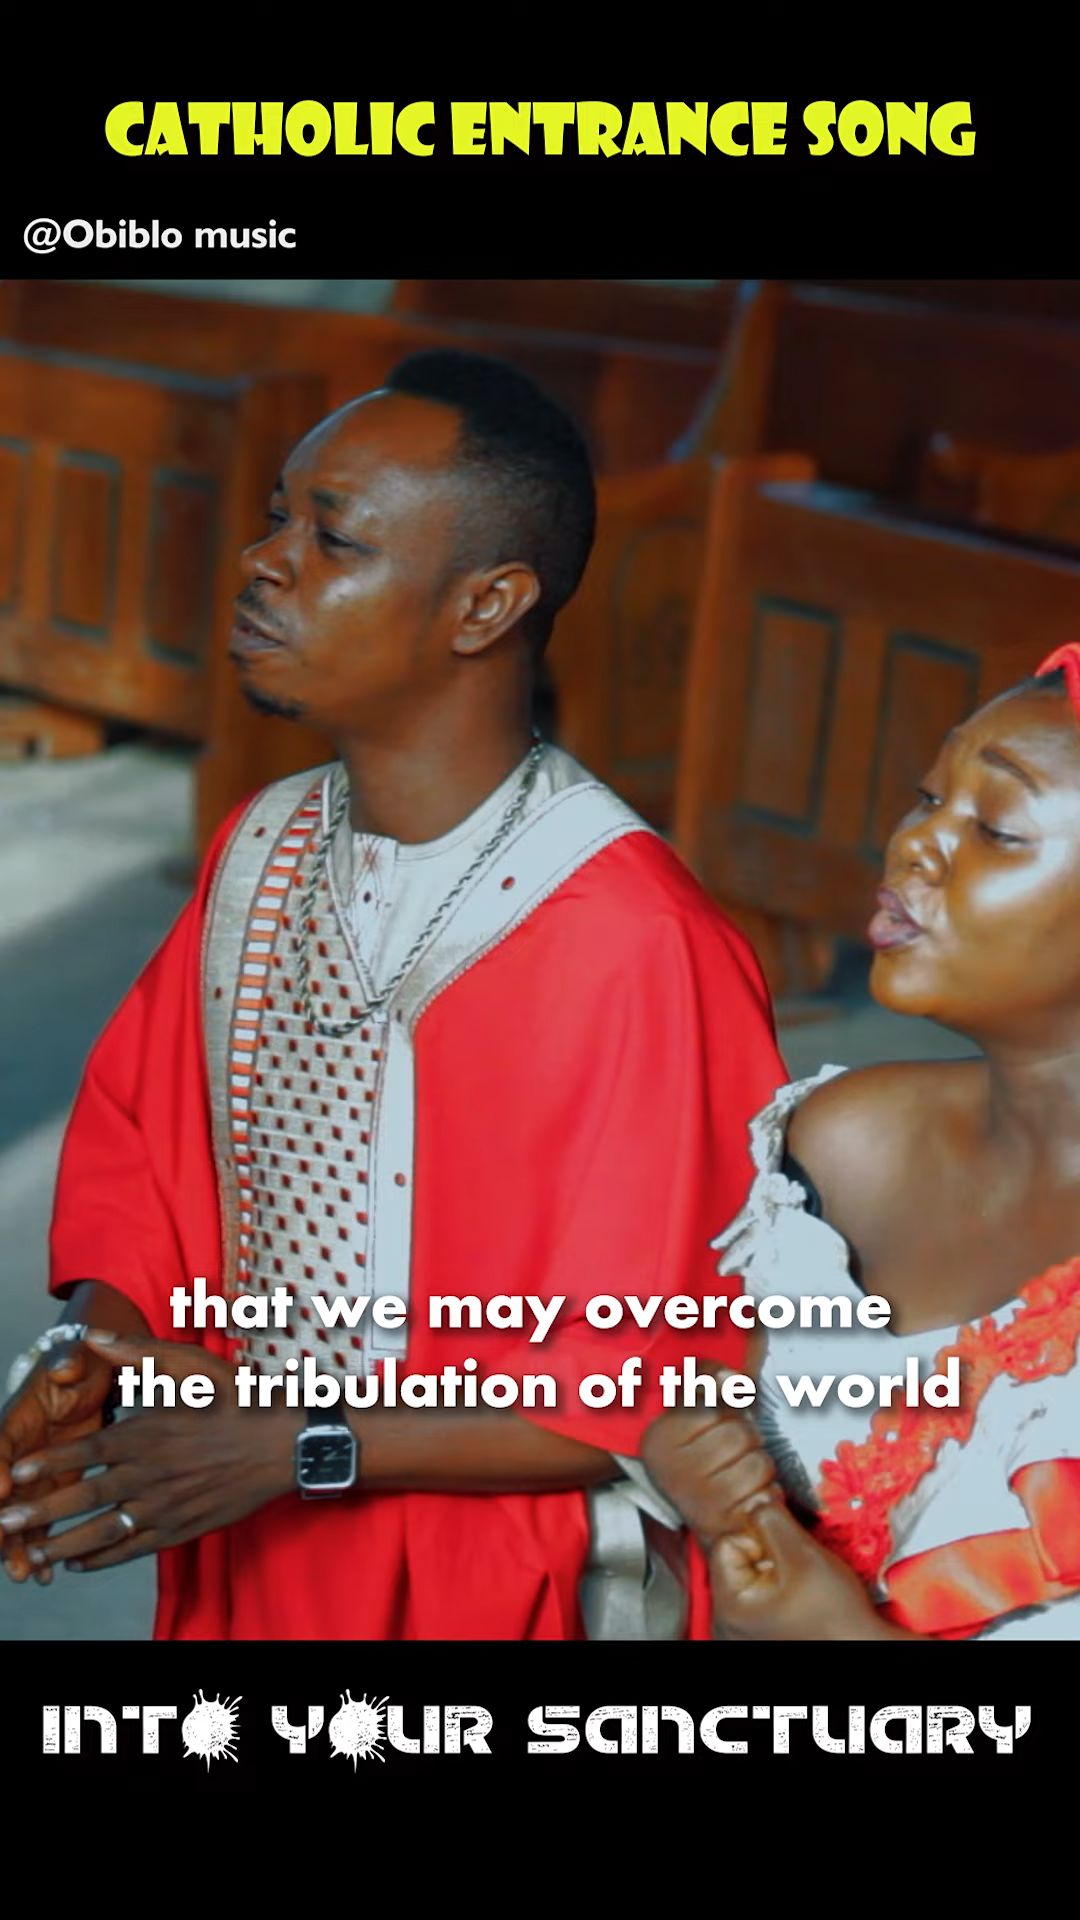 CATHOLIC ENTRANCE SONG
@Obiblo music
that we may overcome
the tribulation of the world
INTO YOUR SANCTUARY